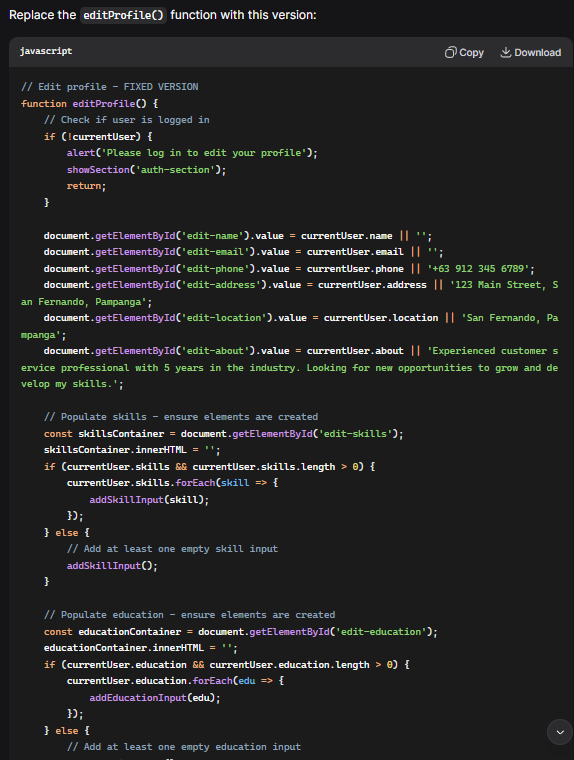 Replace the editProfile() function with this version:
javascript
Copy
Download
// Edit profile – FIXED VERSION
function editProfile() {
    // Check if user is logged in
    if (!currentUser) {
        alert('Please log in to edit your profile');
        showSection('auth-section');
        return;
    }

    document.getElementById('edit-name').value = currentUser.name || '';
    document.getElementById('edit-email').value = currentUser.email || '';
    document.getElementById('edit-phone').value = currentUser.phone || '+63 912 345 6789';
    document.getElementById('edit-address').value = currentUser.address || '123 Main Street, S
an Fernando, Pampanga';
    document.getElementById('edit-location').value = currentUser.location || 'San Fernando, Pa
mpanga';
    document.getElementById('edit-about').value = currentUser.about || 'Experienced customer s
ervice professional with 5 years in the industry. Looking for new opportunities to grow and de
velop my skills.';

    // Populate skills – ensure elements are created
    const skillsContainer = document.getElementById('edit-skills');
    skillsContainer.innerHTML = '';
    if (currentUser.skills && currentUser.skills.length > 0) {
        currentUser.skills.forEach(skill => {
            addSkillInput(skill);
        });
    } else {
        // Add at least one empty skill input
        addSkillInput();
    }

    // Populate education – ensure elements are created
    const educationContainer = document.getElementById('edit-education');
    educationContainer.innerHTML = '';
    if (currentUser.education && currentUser.education.length > 0) {
        currentUser.education.forEach(edu => {
            addEducationInput(edu);
        });
    } else {
        // Add at least one empty education input